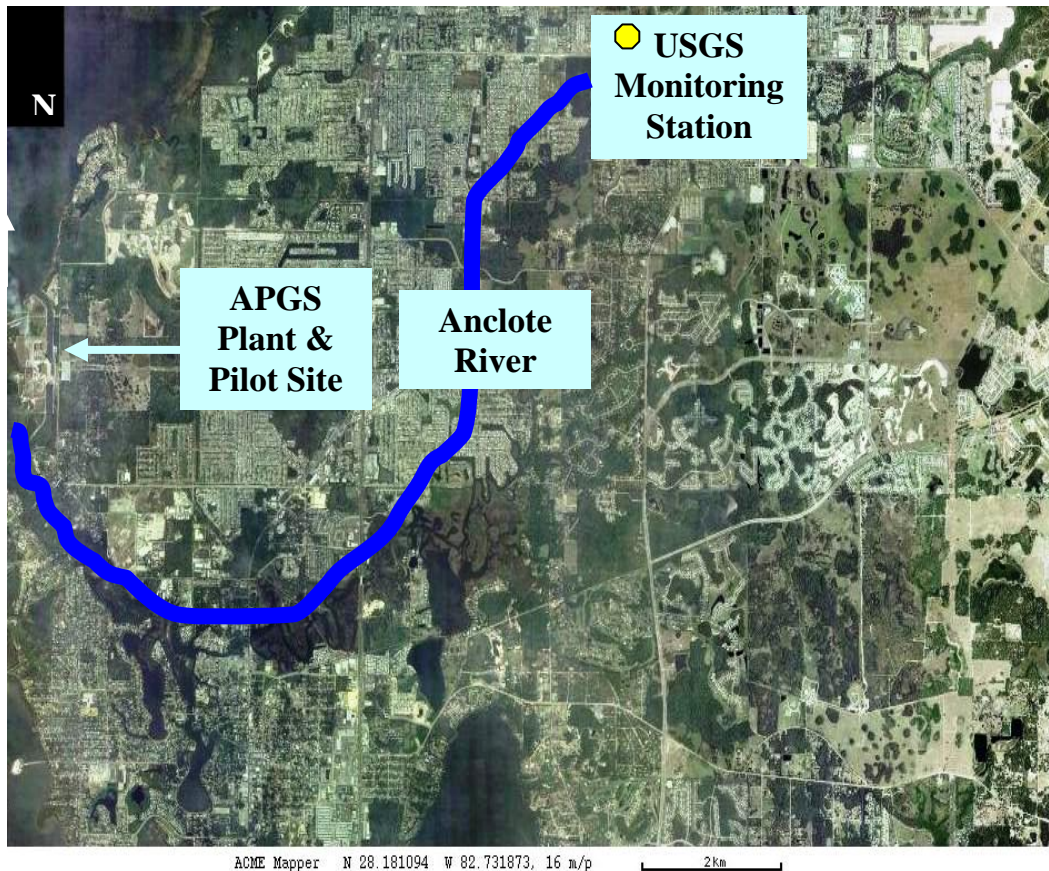 N
USGS
Monitoring
Station
APGS
Plant &
Pilot Site
Anclote
River
ACME Mapper N 28.181094 W 82.731873, 16 m/p 2km